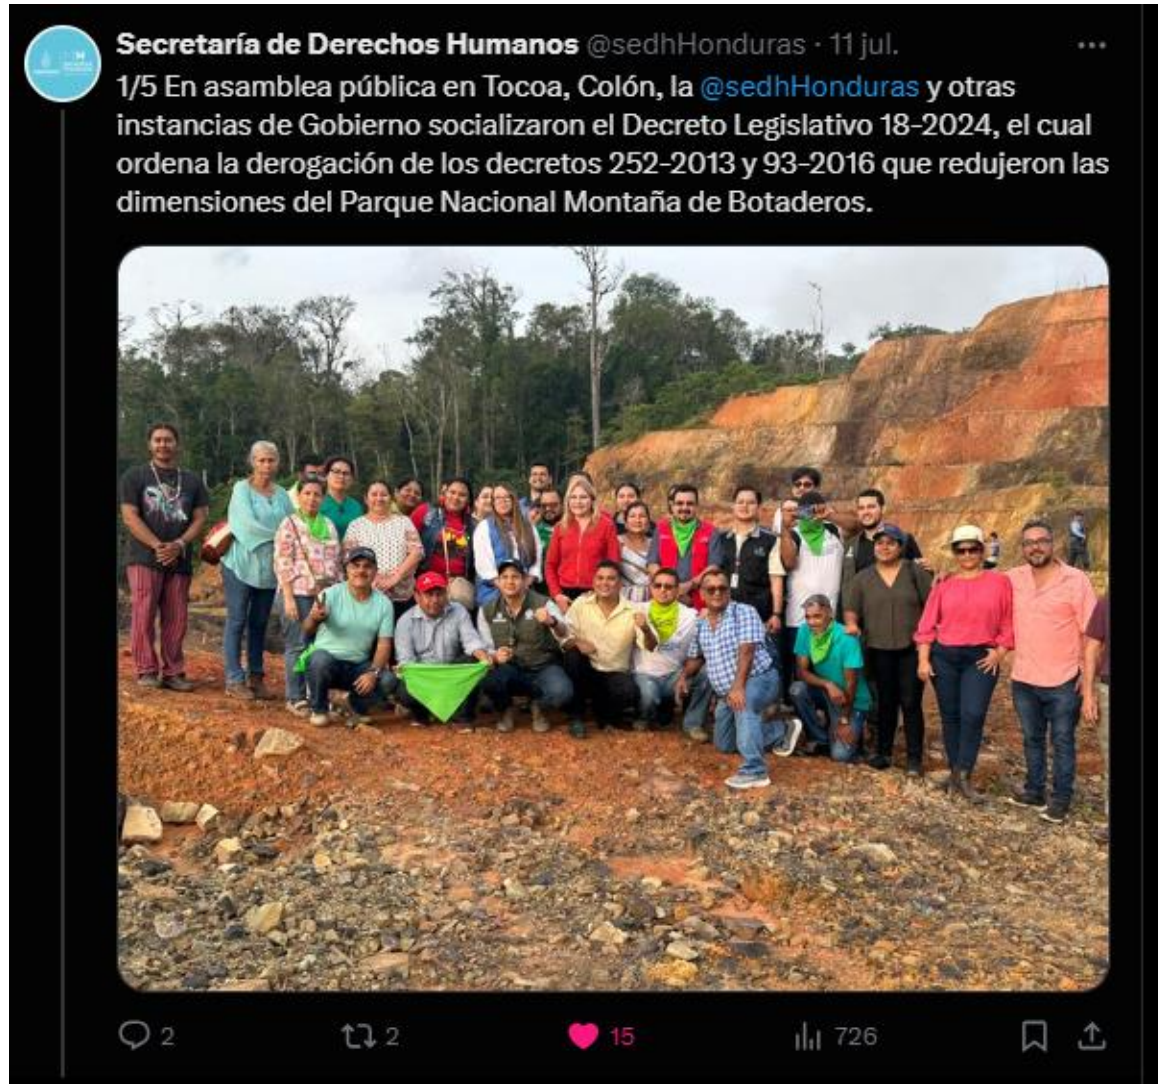 Secretaría de Derechos Humanos @sedhHonduras · 11 jul.
1/5 En asamblea pública en Tocoa, Colón, la @sedhHonduras y otras
instancias de Gobierno socializaron el Decreto Legislativo 18-2024, el cual
ordena la derogación de los decretos 252-2013 y 93-2016 que redujeron las
dimensiones del Parque Nacional Montaña de Botaderos.
2 2 15 726